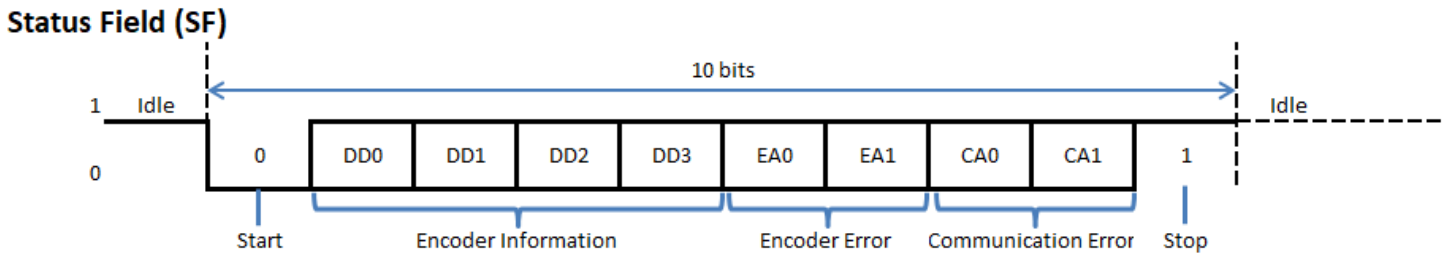 Status Field (SF)
10 bits
1 Idle Idle
0 DD0 DD1 DD2 DD3 EA0 EA1 CA0 CA1 1
0
Start Encoder Information Encoder Error Communication Error Stop